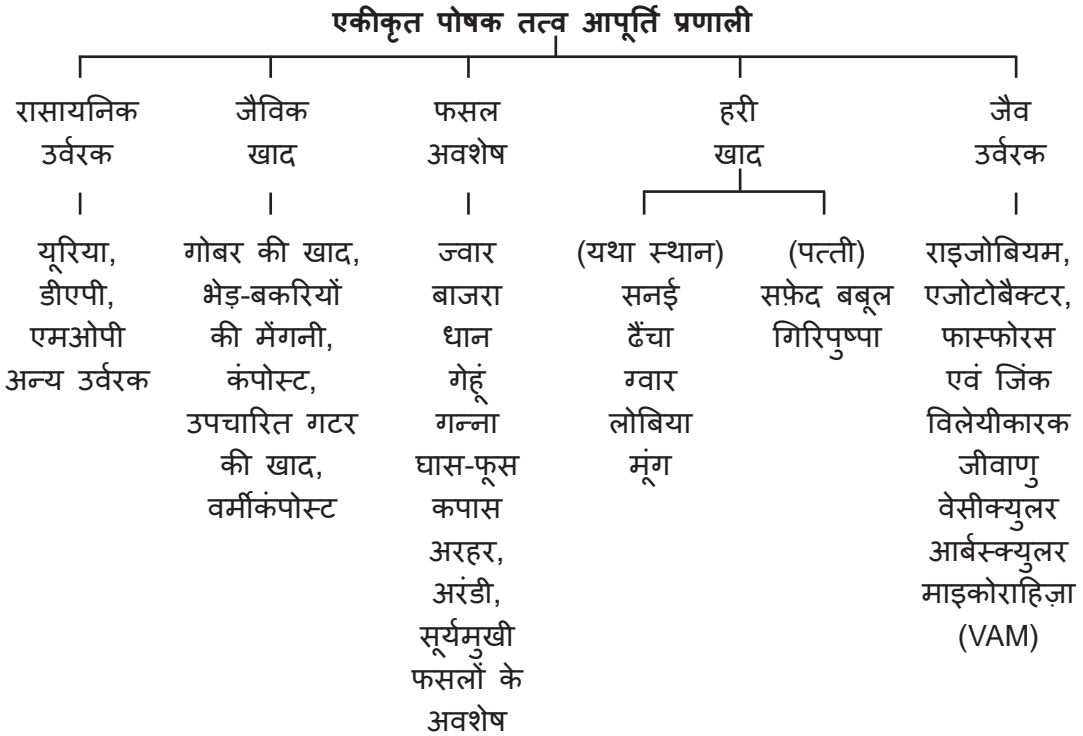 एकीकृत पोषक तत्व आपूर्ति प्रणाली
रासायनिक
उर्वरक
यूरिया,
डीएपी,
एमओपी
अन्य उर्वरक
जैविक
खाद
गोबर की खाद,
भेड़-बकरियों
की मेंगनी,
कंपोस्ट,
उपचारित गटर
की खाद,
वर्मीकंपोस्ट
फसल
अवशेष
ज्वार
बाजरा
धान
गेहूं
गन्ना
घास-फूस
कपास
अरहर,
अरंडी,
सूर्यमुखी
फसलों के
अवशेष
हरी
खाद
(यथा स्थान)
सनई
ढैंचा
ग्वार
लोबिया
मूंग
(पत्ती)
सफ़ेद बबूल
गिरिपुष्पा
जैव
उर्वरक
राइजोबियम,
एजोटोबैक्टर,
फास्फोरस
एवं जिंक
विलेयीकारक
जीवाणु
वेसीक्युलर
आर्बस्क्युलर
माइकोराहिज़ा
(VAM)